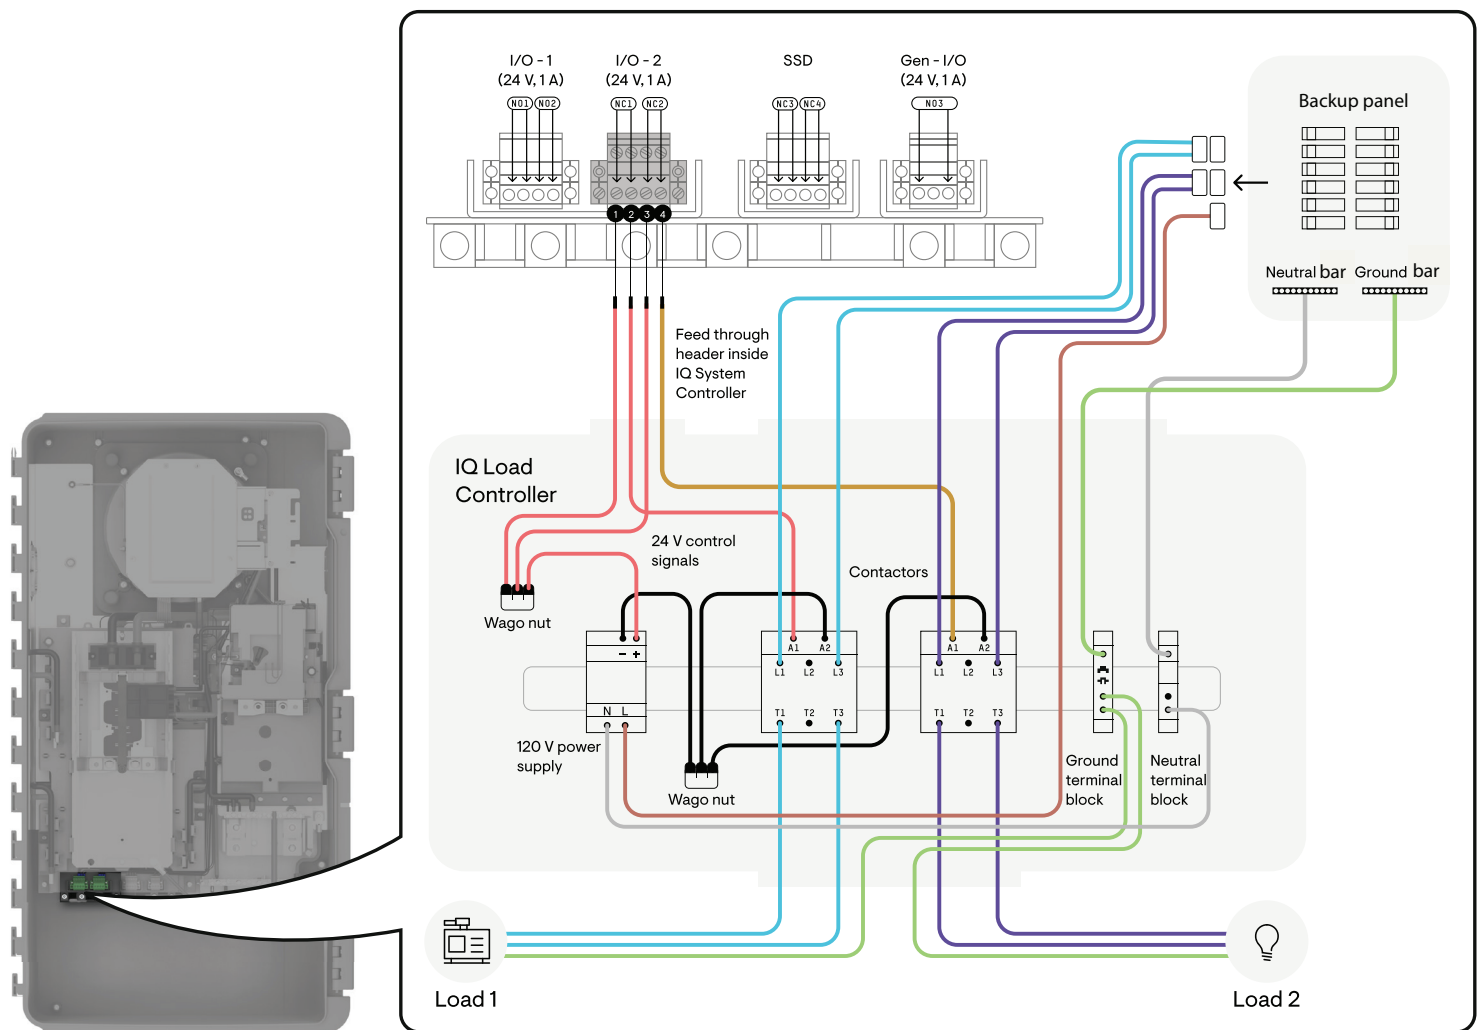 I/O - 1
(24 V, 1 A)
NO1 NO2
I/O - 2
(24 V, 1 A)
NC1 NC2
SSD
NC3 NC4
Gen - I/O
(24 V, 1 A)
NO3
Backup panel
1 2 3 4
Neutral bar
Ground bar
Feed through
header inside
IQ System
Controller
IQ Load
Controller
24 V control
signals
Contactors
Wago nut
- +
A1 A2
L1 L2 L3
A1 A2
L1 L2 L3
N L
T1 T2 T3
T1 T2 T3
120 V power
supply
Wago nut
Ground
terminal
block
Neutral
terminal
block
Load 1
Load 2